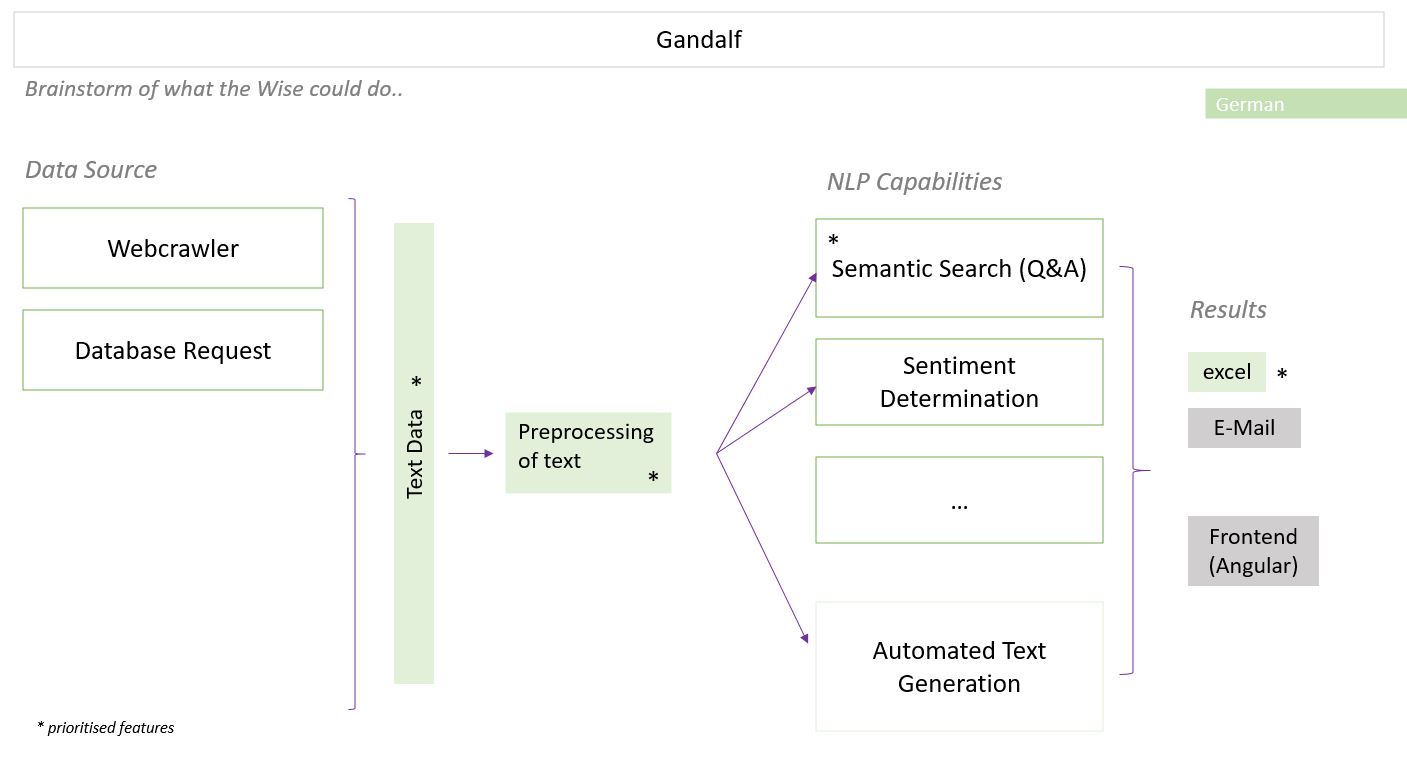 Gandalf
Brainstorm of what the Wise could do..
German
Data Source
Webcrawler
Database Request
Text Data *
Preprocessing
of text
*
NLP Capabilities
*
Semantic Search (Q&A)
Sentiment
Determination
...
Automated Text
Generation
Results
excel *
E-Mail
Frontend
(Angular)
* prioritised features